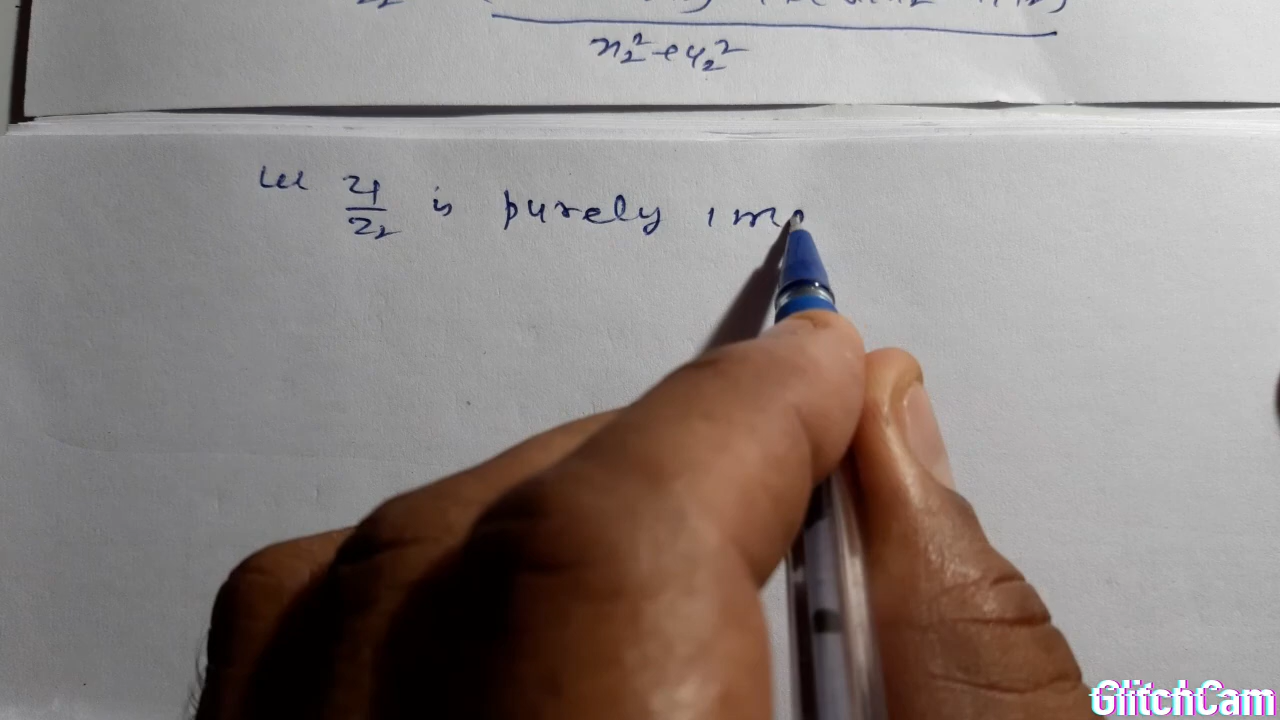 x₂² + y₂²
Let z₁/z₂ is purely ima
GlitchCam